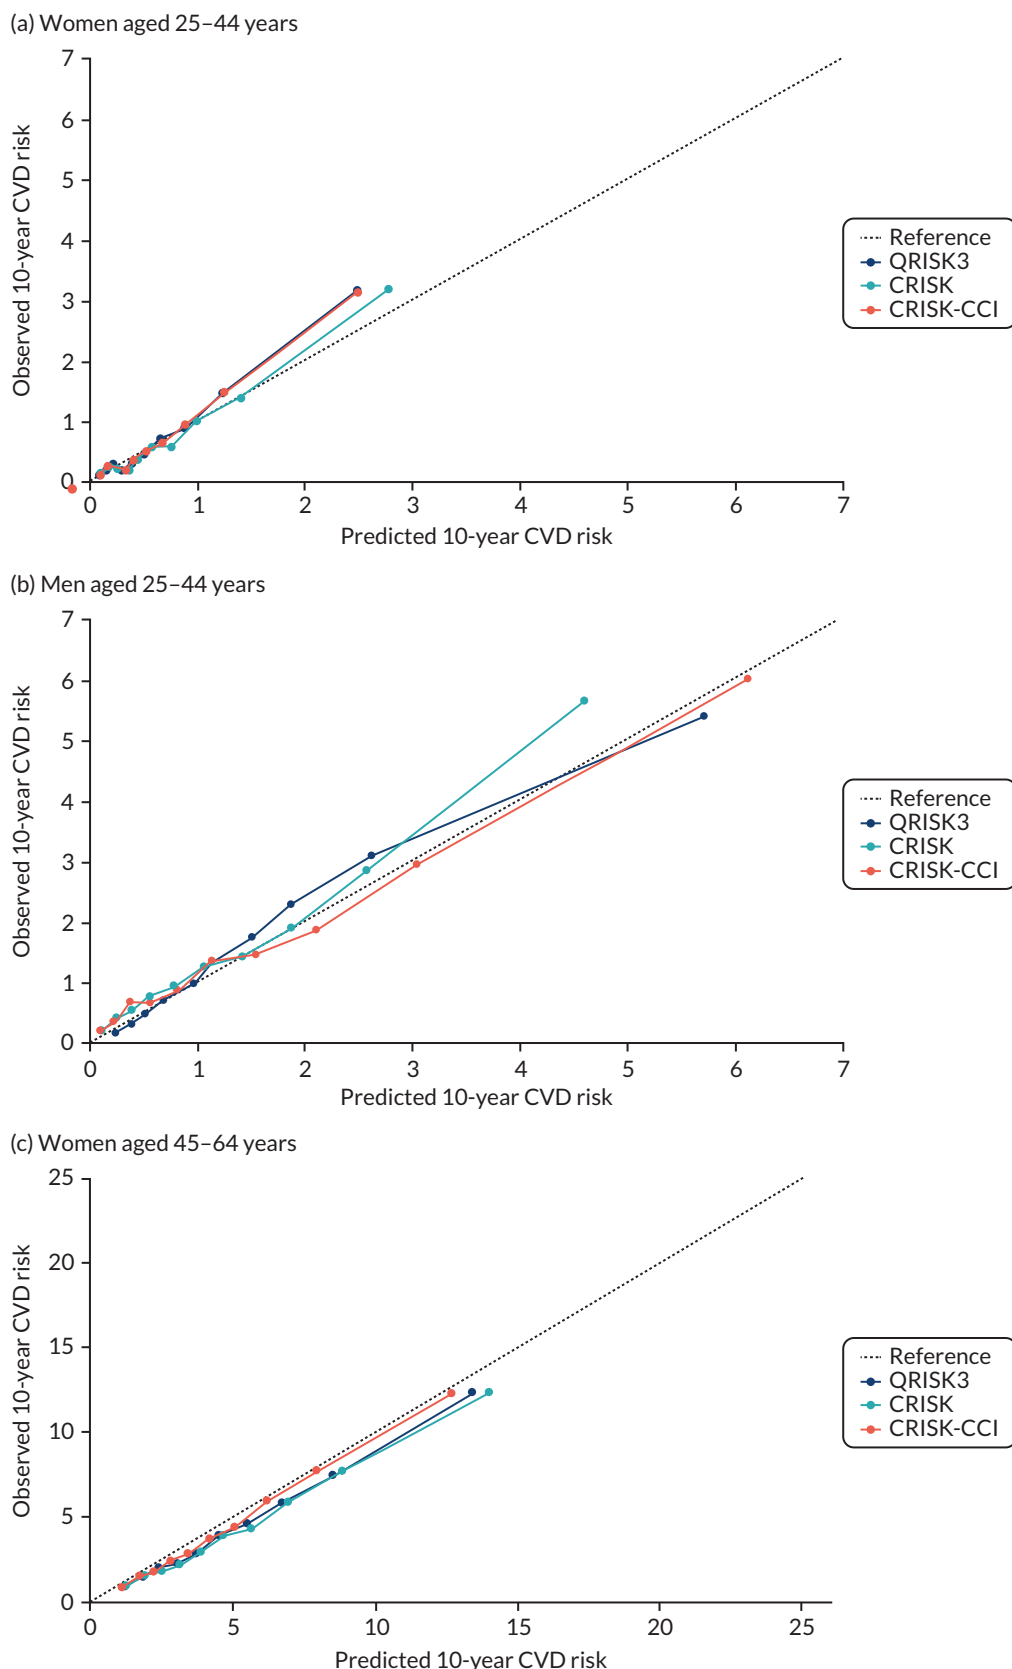 (a) Women aged 25–44 years
7
6
5
4
3
2
1
0
Observed 10-year CVD risk
0 1 2 3 4 5 6 7
Predicted 10-year CVD risk
Reference
QRISK3
CRISK
CRISK-CCI
(b) Men aged 25–44 years
7
6
5
4
3
2
1
0
Observed 10-year CVD risk
0 1 2 3 4 5 6 7
Predicted 10-year CVD risk
Reference
QRISK3
CRISK
CRISK-CCI
(c) Women aged 45–64 years
25
20
15
10
5
0
Observed 10-year CVD risk
0 5 10 15 20 25
Predicted 10-year CVD risk
Reference
QRISK3
CRISK
CRISK-CCI